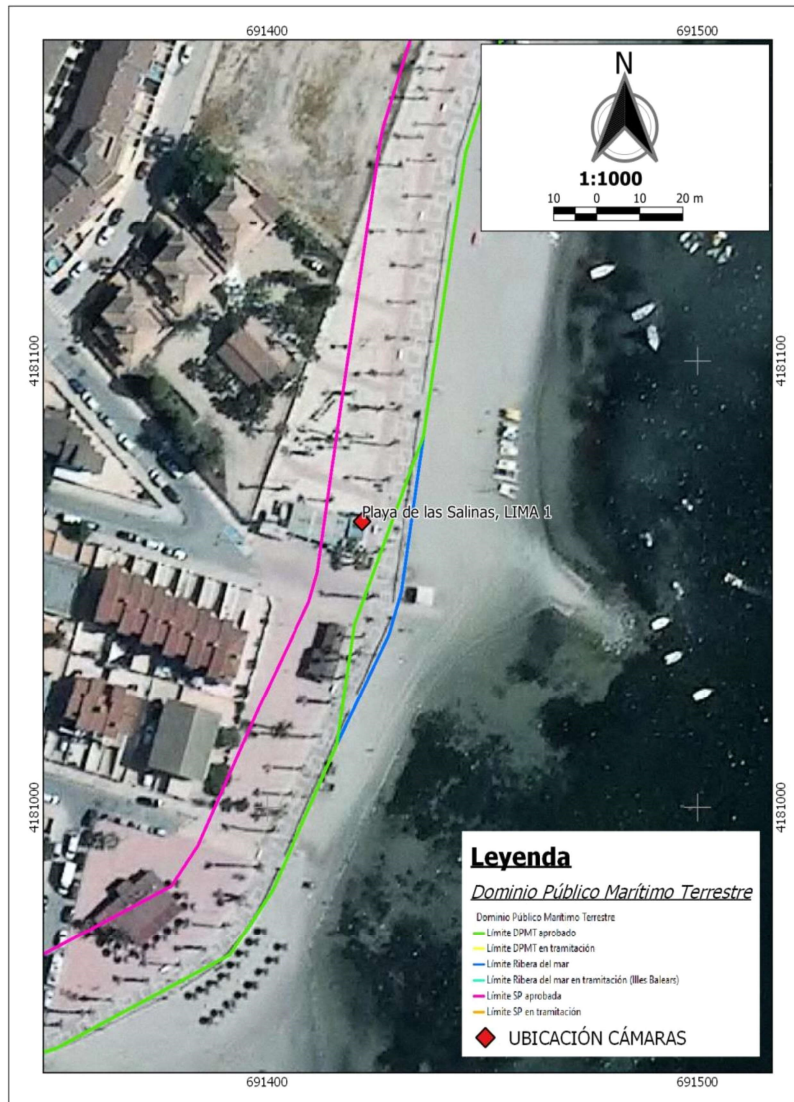 691400
691500
N
1:1000
10 0 10 20 m
4181100
4181100
Playa de las Salinas, LIMA 1
4181000
4181000
Leyenda
Dominio Público Marítimo Terrestre
Dominio Público Marítimo Terrestre
Límite DPMT aprobado
Límite DPMT en tramitación
Límite Ribera del mar
Límite Ribera del mar en tramitación (Illes Balears)
Límite SP aprobada
Límite SP en tramitación
UBICACIÓN CÁMARAS
691400
691500